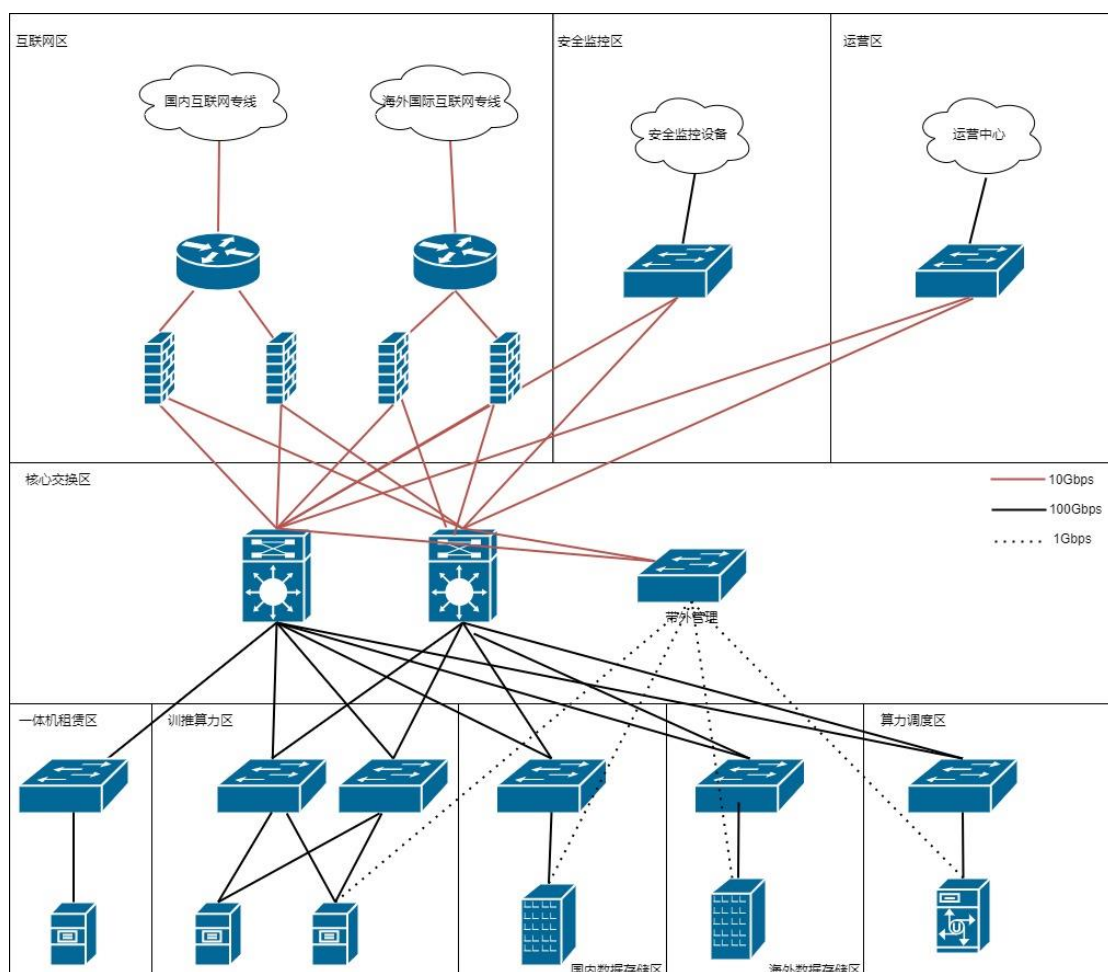 互联网区
安全监控区
运营区
国内互联网专线
海外国际互联网专线
安全监控设备
运营中心
核心交换区
10Gbps
100Gbps
1Gbps
带外管理
一体机租赁区
训推算力区
算力调度区
国内数据存储区
海外数据存储区